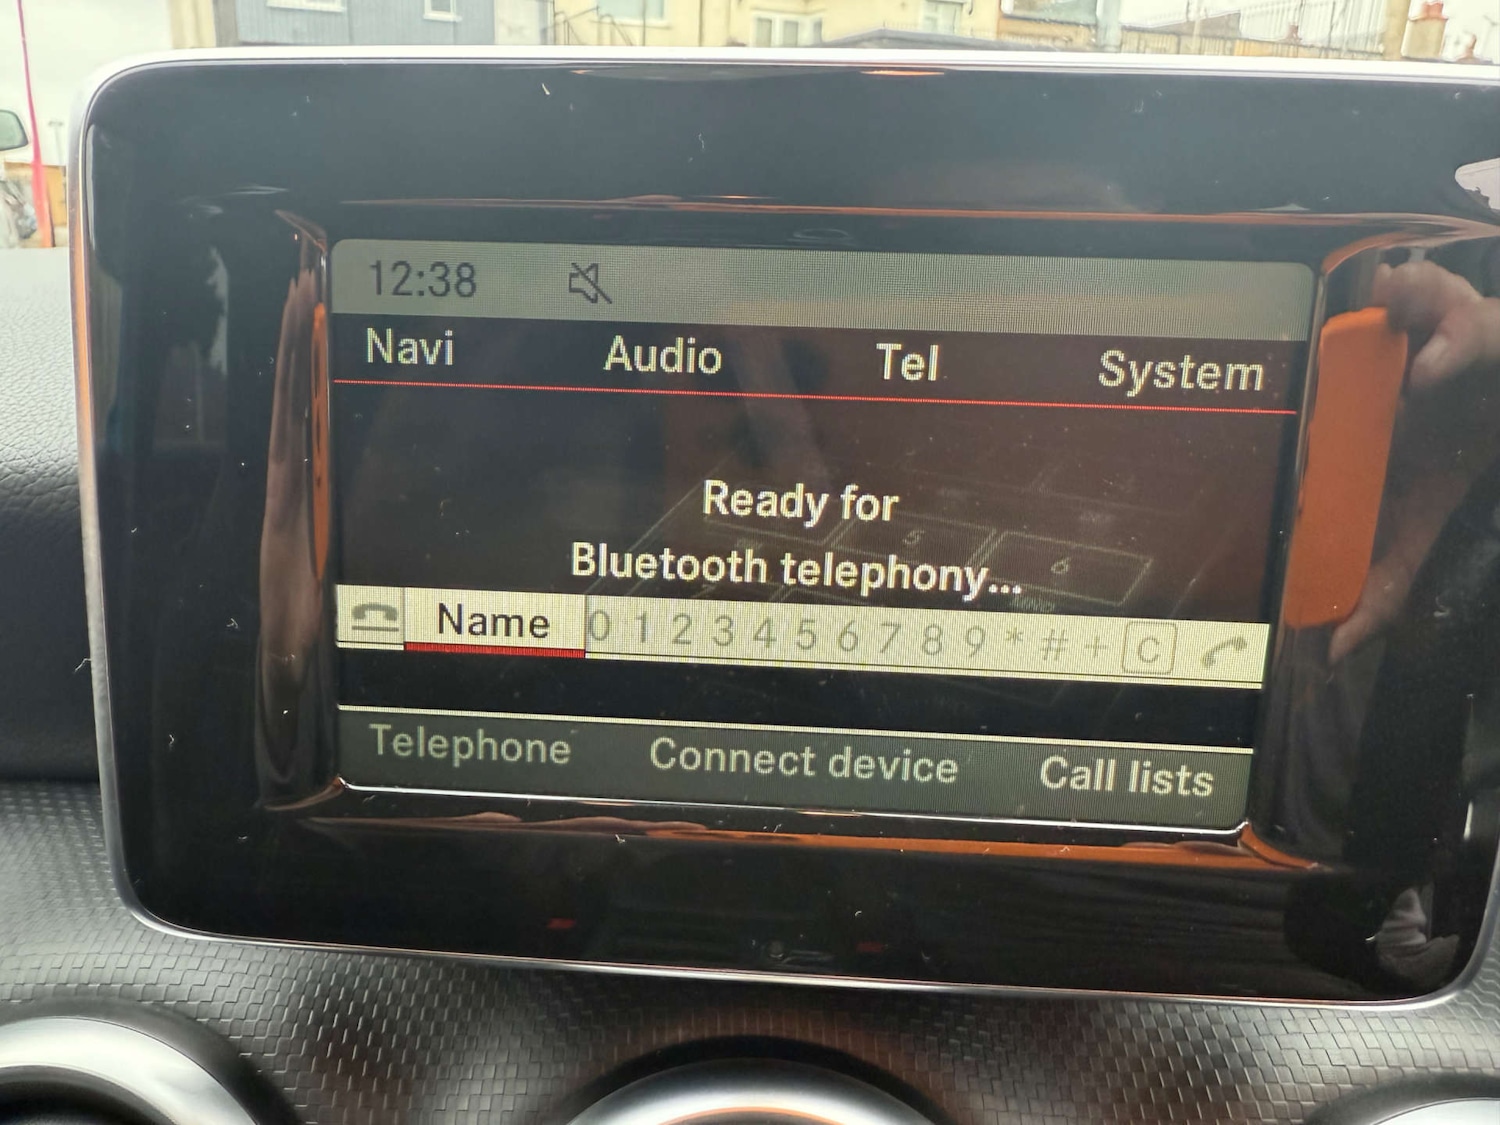 12:38
Navi Audio Tel System
Ready for
Bluetooth telephony...
Name 0 1 2 3 4 5 6 7 8 9 * # + C
Telephone Connect device Call lists